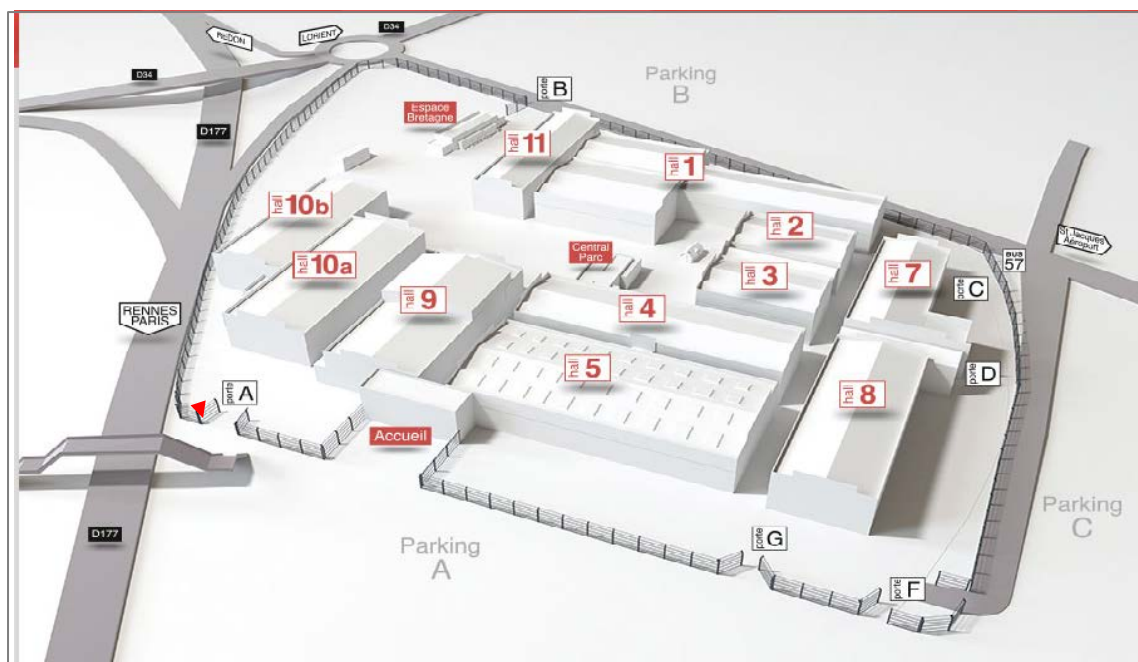 D34
REDON
LORIENT
D34
Parking
B
porte
B
Espace
Bretagne
D177
hall 11
hall 1
hall 10b
hall 2
St Jacques
Aéroport
BUS
57
Central
Parc
hall 3
hall 7
porte
C
hall 10a
hall 9
hall 4
RENNES
PARIS
hall 5
porte
D
porte
A
hall 8
Accueil
Parking
C
D177
Parking
A
porte
G
porte
F